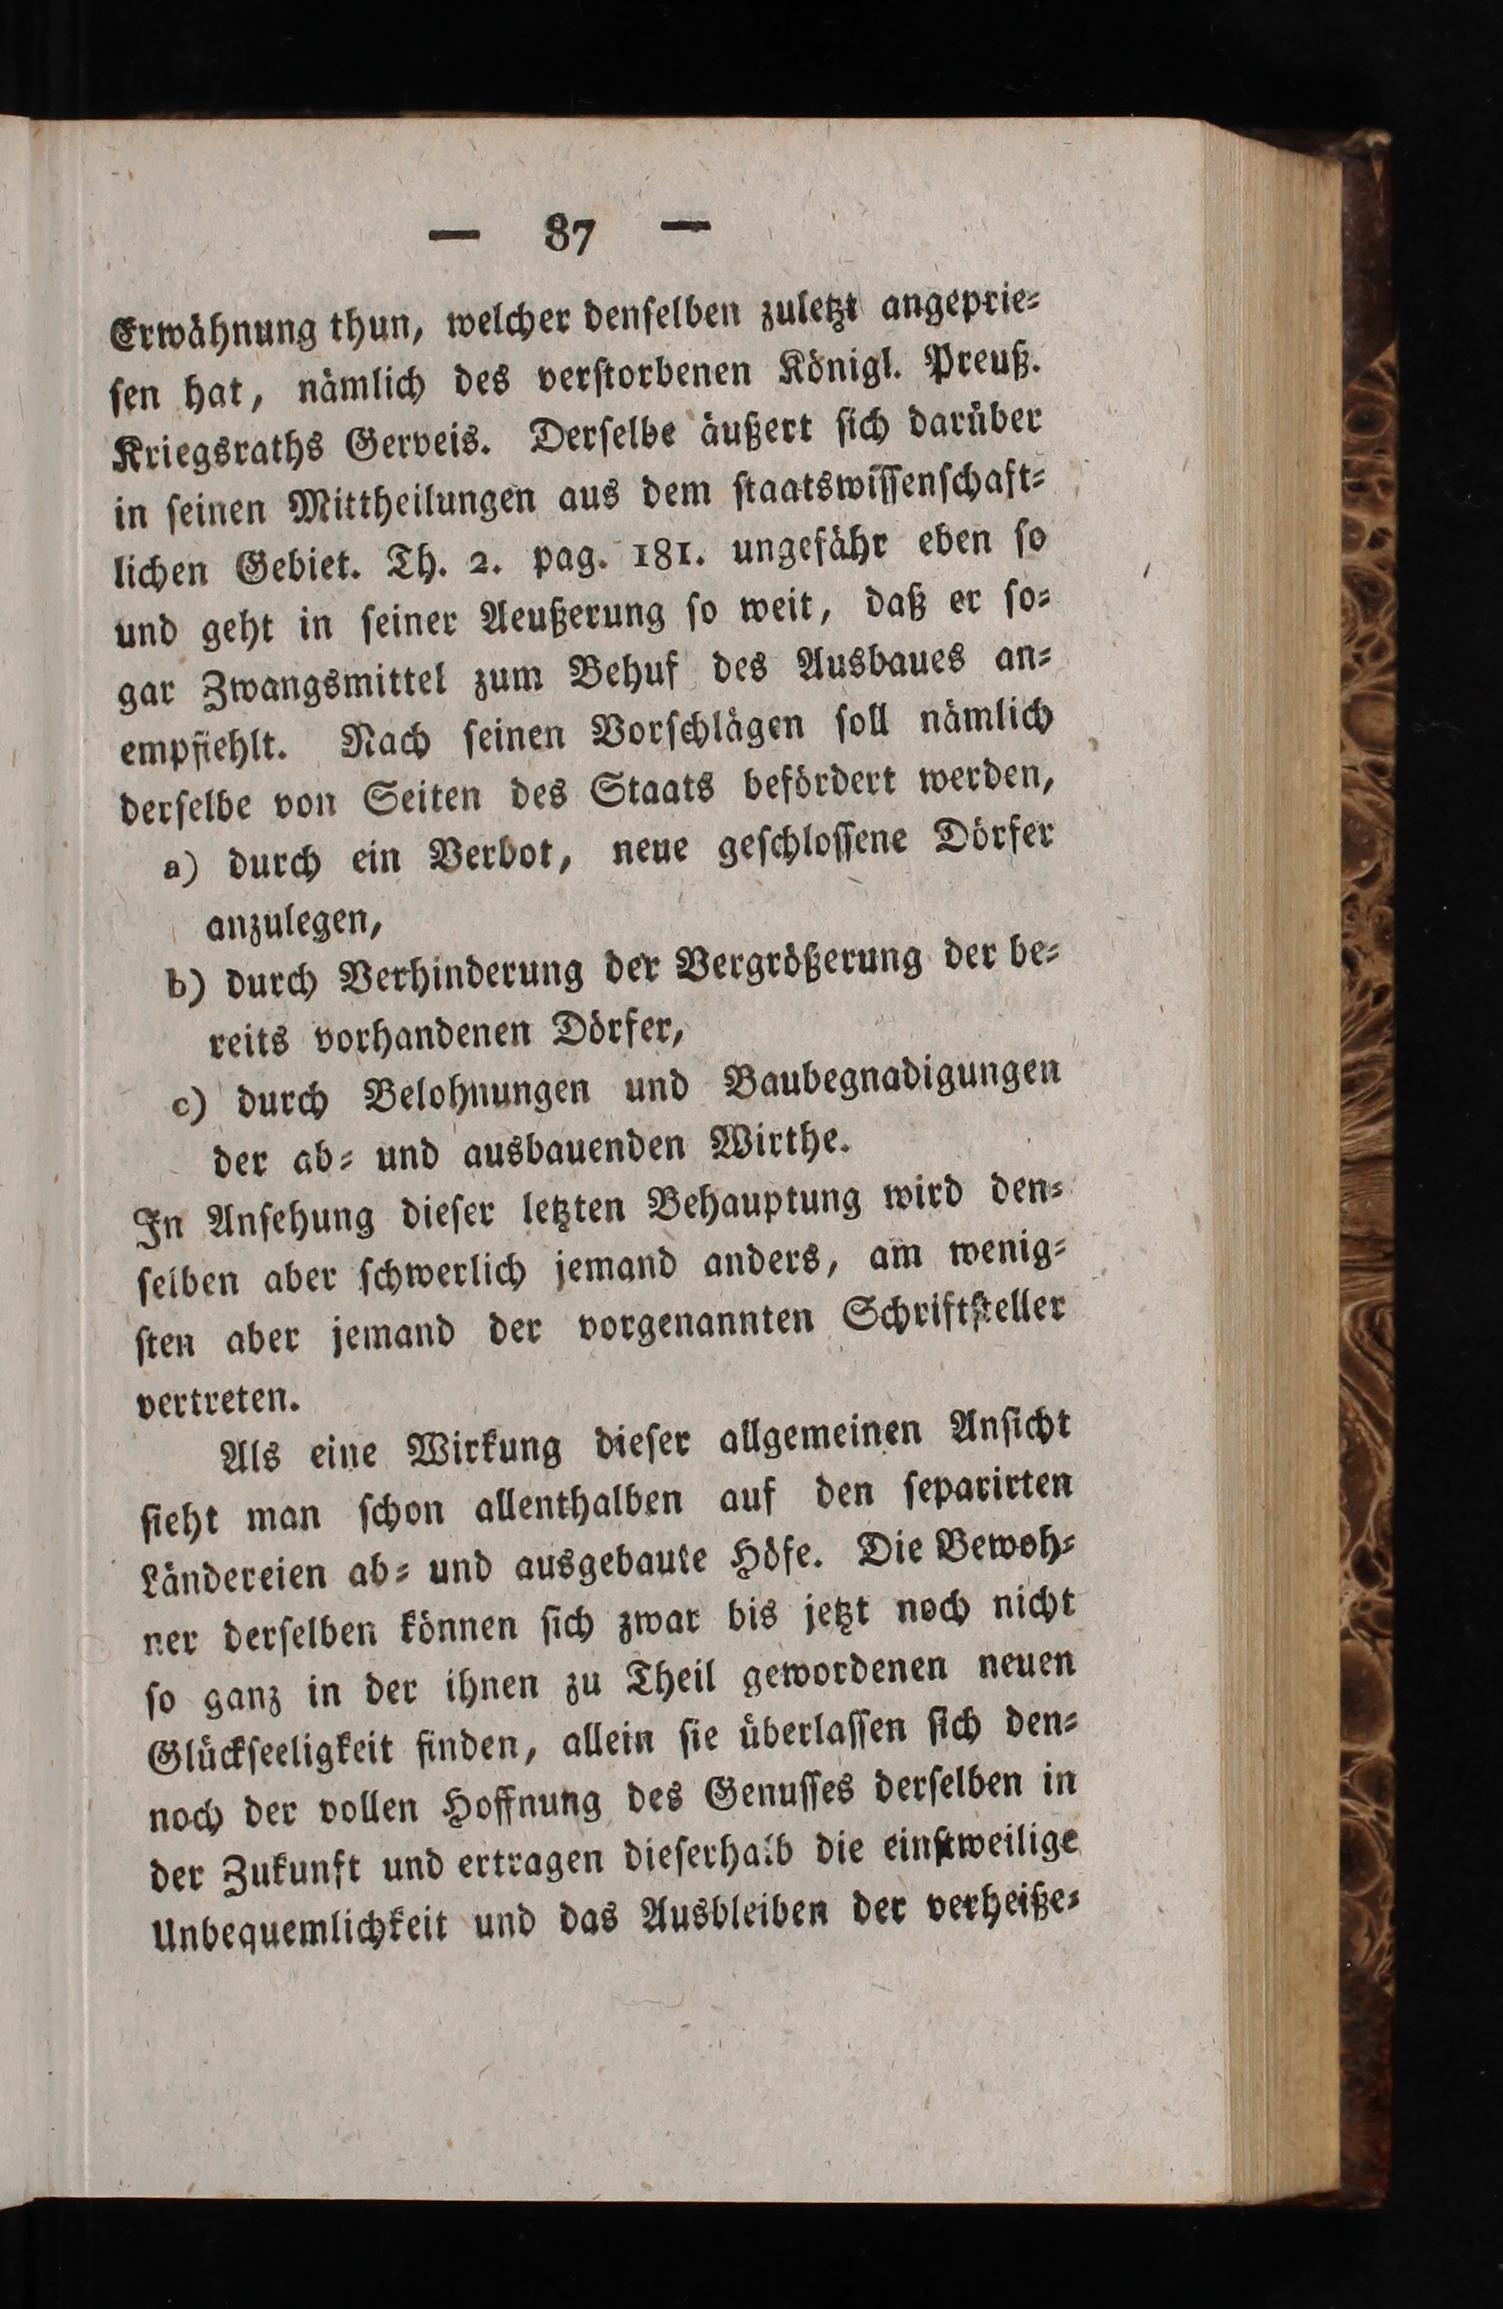 — 87 —
Erwähnung thun, welcher denſelben zuletzt angeprie⸗
ſen hat, nämlich des verſtorbenen Königl. Preuß.
Kriegsraths Gerveis. Derſelbe äußert ſich darüber
in ſeinen Mittheilungen aus dem ſtaatswiſſenſchaft⸗
lichen Gebiet. Th. 2. pag. 181. ungefähr eben ſo
und geht in ſeiner Aeußerung ſo weit, daß er ſo⸗
gar Zwangsmittel zum Behuf des Ausbaues an⸗
empfiehlt. Nach ſeinen Vorſchlägen ſoll nämlich
derſelbe von Seiten des Staats befördert werden,
a) durch ein Verbot, neue geſchloſſene Dörfer
anzulegen,
b) durch Verhinderung der Vergrößerung der be⸗
reits vorhandenen Dörfer,
c) durch Belohnungen und Baubegnadigungen
der ab⸗ und ausbauenden Wirthe.
In Anſehung dieſer letzten Behauptung wird den⸗
ſelben aber ſchwerlich jemand anders, am wenig⸗
ſten aber jemand der vorgenannten Schriftſteller
vertreten.
Als eine Wirkung dieſer allgemeinen Anſicht
ſieht man ſchon allenthalben auf den ſeparirten
Ländereien ab⸗ und ausgebaute Höfe. Die Bewoh⸗
ner derſelben können ſich zwar bis jetzt noch nicht
ſo ganz in der ihnen zu Theil gewordenen neuen
Glückſeeligkeit finden, allein ſie überlaſſen ſich den⸗
noch der vollen Hoffnung des Genuſſes derſelben in
der Zukunft und ertragen dieſerhalb die einſtweilige
Unbequemlichkeit und das Ausbleiben der verheiße⸗